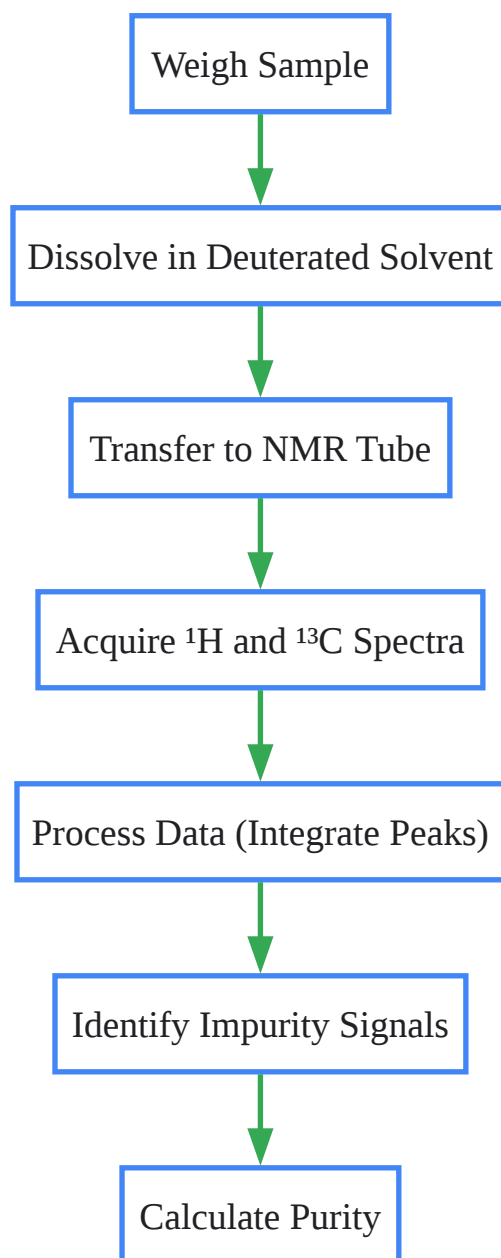 Weigh Sample
Dissolve in Deuterated Solvent
Transfer to NMR Tube
Acquire ¹H and ¹³C Spectra
Process Data (Integrate Peaks)
Identify Impurity Signals
Calculate Purity